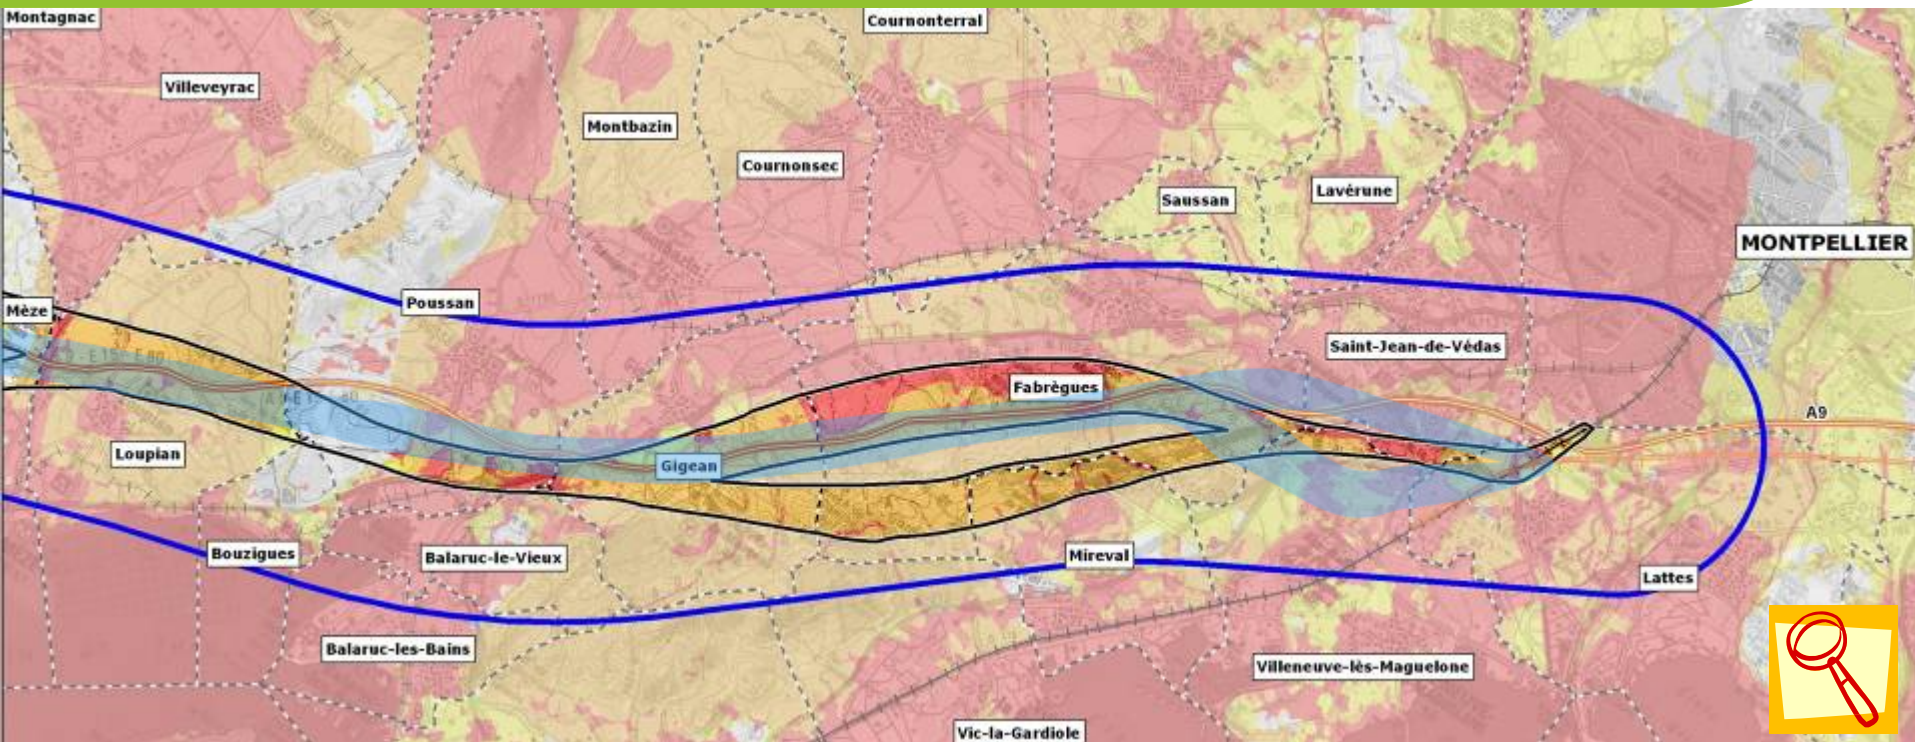 Montagnac
Cournonterral
Villeveyrac
Montbazin
Cournonsec
Saussan
Lavérune
MONTPELLIER
Poussan
Mèze
Saint-Jean-de-Védas
Fabrègues
A9
Loupian
Gigean
Bouzigues
Balaruc-le-Vieux
Mireval
Lattes
Balaruc-les-Bains
Villeneuve-lès-Maguelone
Vic-la-Gardiole